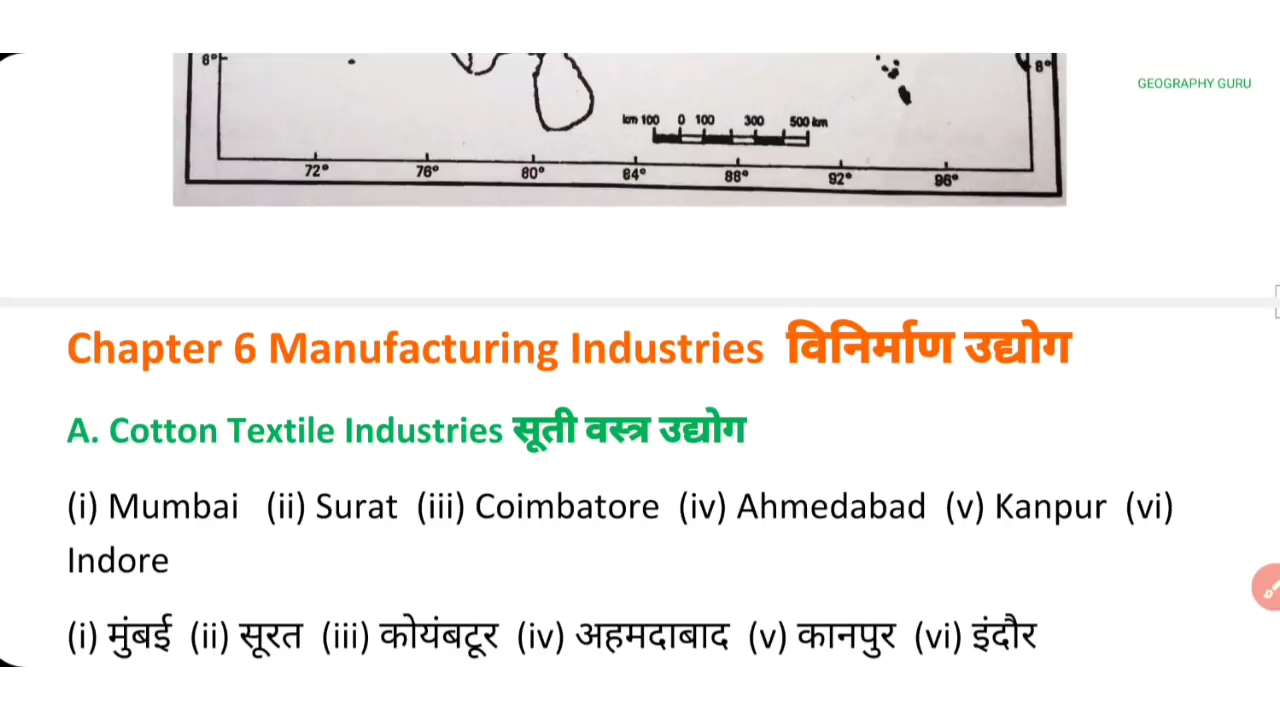 8° 8°
GEOGRAPHY GURU
km 100 0 100 300 500 km
72° 76° 80° 84° 88° 92° 96°
Chapter 6 Manufacturing Industries विनिर्माण उद्योग
A. Cotton Textile Industries सूती वस्त्र उद्योग
(i) Mumbai (ii) Surat (iii) Coimbatore (iv) Ahmedabad (v) Kanpur (vi)
Indore
(i) मुंबई (ii) सूरत (iii) कोयंबटूर (iv) अहमदाबाद (v) कानपुर (vi) इंदौर